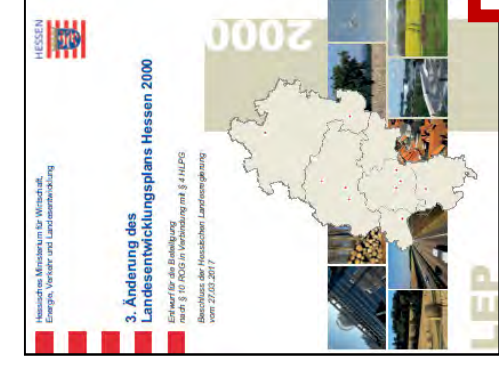 HESSEN
Hessisches Ministerium für Wirtschaft,
Energie, Verkehr und Landesentwicklung
3. Änderung des
Landesentwicklungsplans Hessen 2000
Entwurf für die Beteiligung
nach § 10 ROG in Verbindung mit § 4 HLPG
Beschluss der Hessischen Landesregierung
vom 27.03.2017
2000
LEP